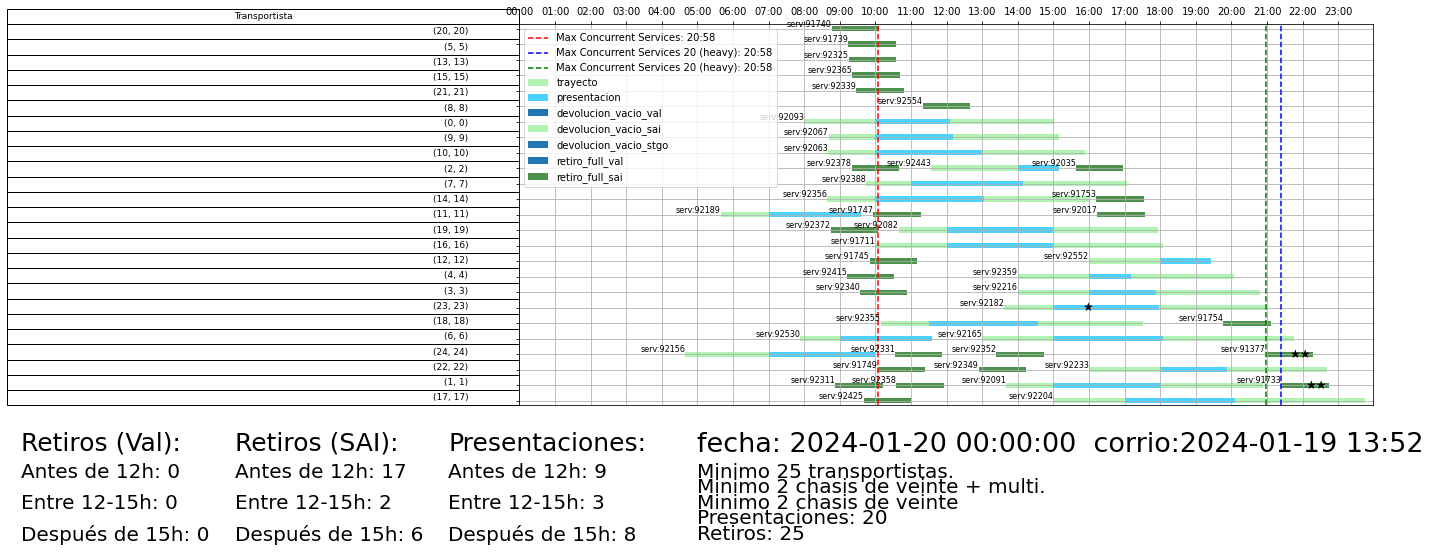 Transportista
00:00 01:00 02:00 03:00 04:00 05:00 06:00 07:00 08:00 09:00 10:00 11:00 12:00 13:00 14:00 15:00 16:00 17:00 18:00 19:00 20:00 21:00 22:00 23:00
Max Concurrent Services: 20:58
Max Concurrent Services 20 (heavy): 20:58
Max Concurrent Services 20 (heavy): 20:58
trayecto
presentacion
devolucion_vacio_val
devolucion_vacio_sai
devolucion_vacio_stgo
retiro_full_val
retiro_full_sai
(20, 20) serv:91740
(5, 5) serv:91739
(13, 13) serv:92325
(15, 15) serv:92365
(21, 21) serv:92339
(8, 8) serv:92554
(0, 0) serv:92093
(9, 9) serv:92067
(10, 10) serv:92063
(2, 2) serv:92378 serv:92443 serv:92035
(7, 7) serv:92388
(14, 14) serv:92356 serv:91753
(11, 11) serv:92189 serv:91747 serv:92017
(19, 19) serv:92372 serv:92082
(16, 16) serv:91711
(12, 12) serv:91745 serv:92552
(4, 4) serv:92415 serv:92359
(3, 3) serv:92340 serv:92216
(23, 23) serv:92182
(18, 18) serv:92355 serv:91754
(6, 6) serv:92530 serv:92165
(24, 24) serv:92156 serv:92331 serv:92352 serv:91377
(22, 22) serv:91749 serv:92349 serv:92233
(1, 1) serv:92311 serv:92358 serv:92091 serv:91733
(17, 17) serv:92425 serv:92204
Retiros (Val):
Antes de 12h: 0
Entre 12-15h: 0
Después de 15h: 0
Retiros (SAI):
Antes de 12h: 17
Entre 12-15h: 2
Después de 15h: 6
Presentaciones:
Antes de 12h: 9
Entre 12-15h: 3
Después de 15h: 8
fecha: 2024-01-20 00:00:00 corrio:2024-01-19 13:52
Minimo 25 transportistas.
Minimo 2 chasis de veinte + multi.
Minimo 2 chasis de veinte
Presentaciones: 20
Retiros: 25